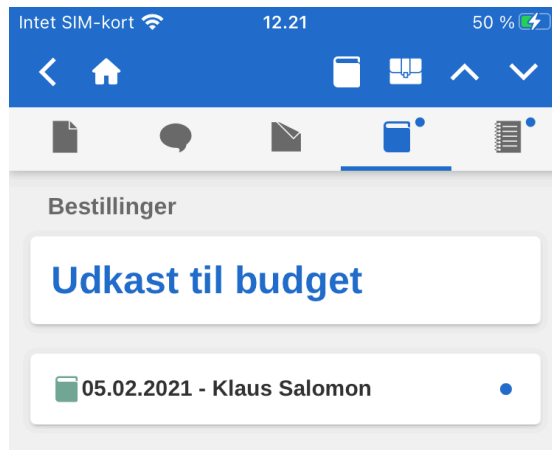 Intet SIM-kort 12.21 50 %
Bestillinger
Udkast til budget
05.02.2021 - Klaus Salomon